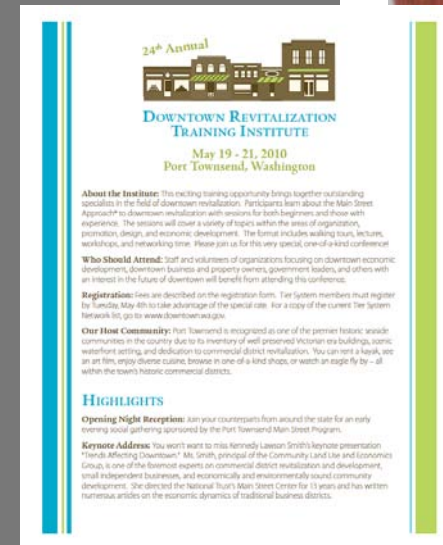 24th Annual
Downtown Revitalization
Training Institute
May 19 - 21, 2010
Port Townsend, Washington
About the Institute: This exciting training opportunity brings together outstanding
specialists in the field of downtown revitalization. Participants learn about the Main Street
Approach® to downtown revitalization with sessions for both beginners and those with
experience. The sessions will cover a variety of topics within the areas of organization,
promotion, design, and economic development. The format includes walking tours, lectures,
workshops, and networking time. Please join us for this very special, one-of-a-kind conference!
Who Should Attend: Staff and volunteers of organizations focusing on downtown economic
development, downtown business and property owners, government leaders, and others with
an interest in the future of downtown will benefit from attending this conference.
Registration: Fees are described on the registration form. Tier System members must register
by Tuesday, May 4th to take advantage of the special rate. For a copy of the current Tier System
Network list, go to: www.downtown.wa.gov.
Our Host Community: Port Townsend is recognized as one of the premier historic seaside
communities in the country due to its inventory of well preserved Victorian era buildings, scenic
waterfront setting, and dedication to commercial district revitalization. You can rent a kayak, see
an art film, enjoy diverse cuisine, browse in one-of-a-kind shops, or watch an eagle fly by – all
within the town's historic commercial districts.
Highlights
Opening Night Reception: Join your counterparts from around the state for an early
evening social gathering sponsored by the Port Townsend Main Street Program.
Keynote Address: You won't want to miss Kennedy Lawson Smith's keynote presentation
"Trends Affecting Downtown." Ms. Smith, principal of the Community Land Use and Economics
Group, is one of the foremost experts on commercial district revitalization and development,
small independent businesses, and economically and environmentally sound community
development. She directed the National Trust's Main Street Center for 13 years and has written
numerous articles on the economic dynamics of traditional business districts.